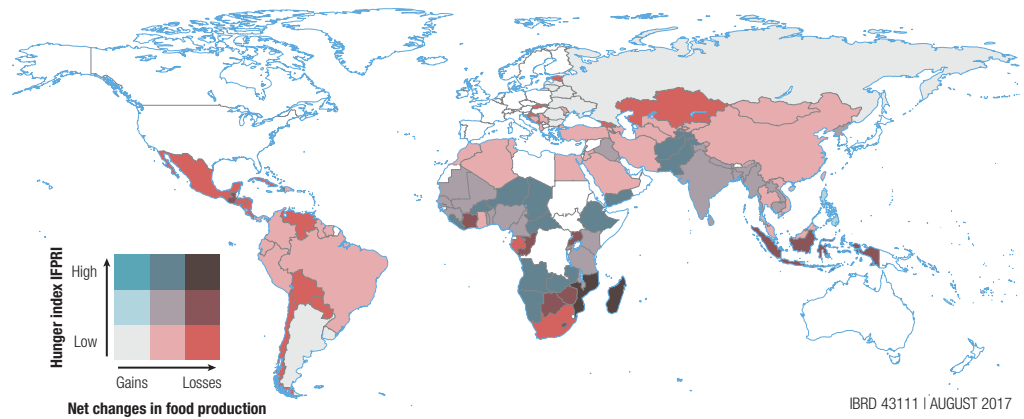 Hunger index IFPRI
High
Low
Gains
Losses
Net changes in food production
IBRD 43111 | AUGUST 2017